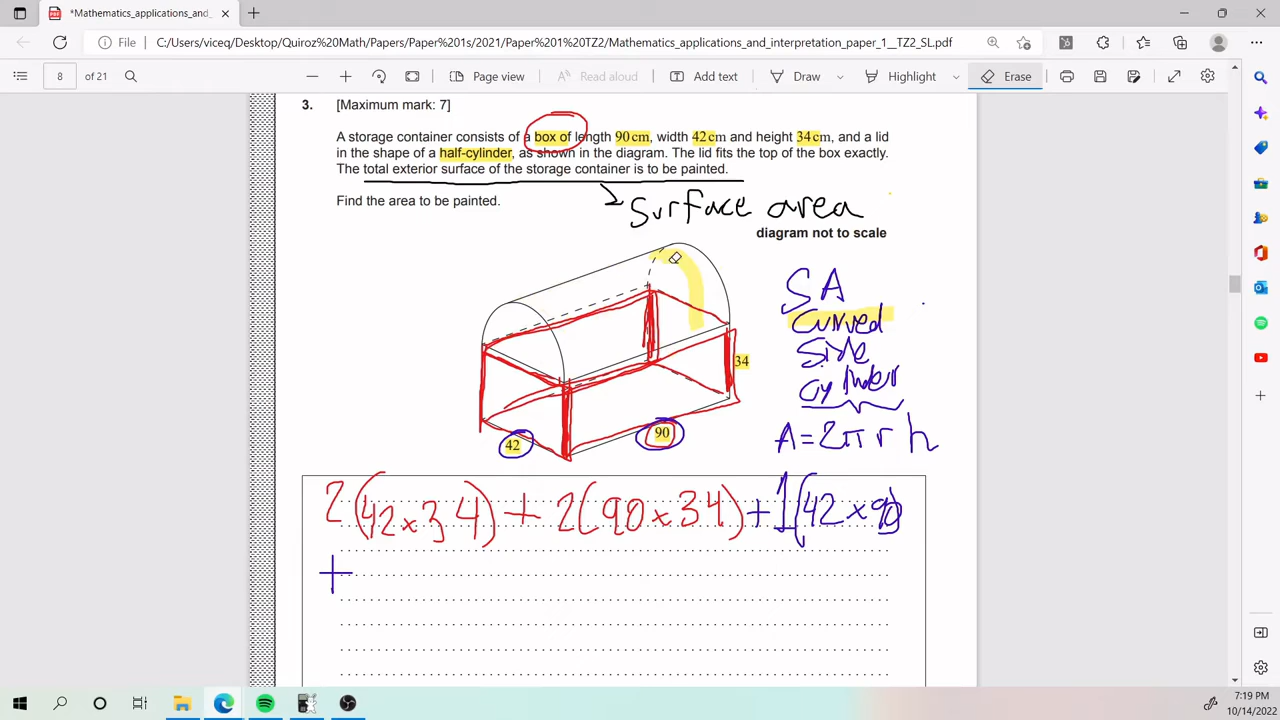 *Mathematics_applications_and_
File
C:/Users/viceq/Desktop/Quiroz%20Math/Papers/Paper%201s/2021/Paper%201%20TZ2/Mathematics_applications_and_interpretation_paper_1__TZ2_SL.pdf
8 of 21
Page view
Read aloud
Add text
Draw
Highlight
Erase
3. [Maximum mark: 7]
A storage container consists of a box of length 90 cm, width 42 cm and height 34 cm, and a lid
in the shape of a half-cylinder, as shown in the diagram. The lid fits the top of the box exactly.
The total exterior surface of the storage container is to be painted.
Find the area to be painted.
Surface area
diagram not to scale
SA
curved
side
cylinder
A = 2πr h
34
90
42
2(42×34) + 2(90×34) + 1(42×90)
+
7:19 PM
10/14/2022